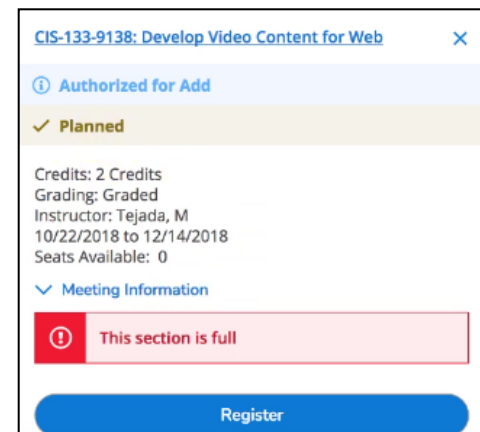 CIS-133-9138: Develop Video Content for Web
Authorized for Add
Planned
Credits: 2 Credits
Grading: Graded
Instructor: Tejada, M
10/22/2018 to 12/14/2018
Seats Available: 0
Meeting Information
This section is full
Register